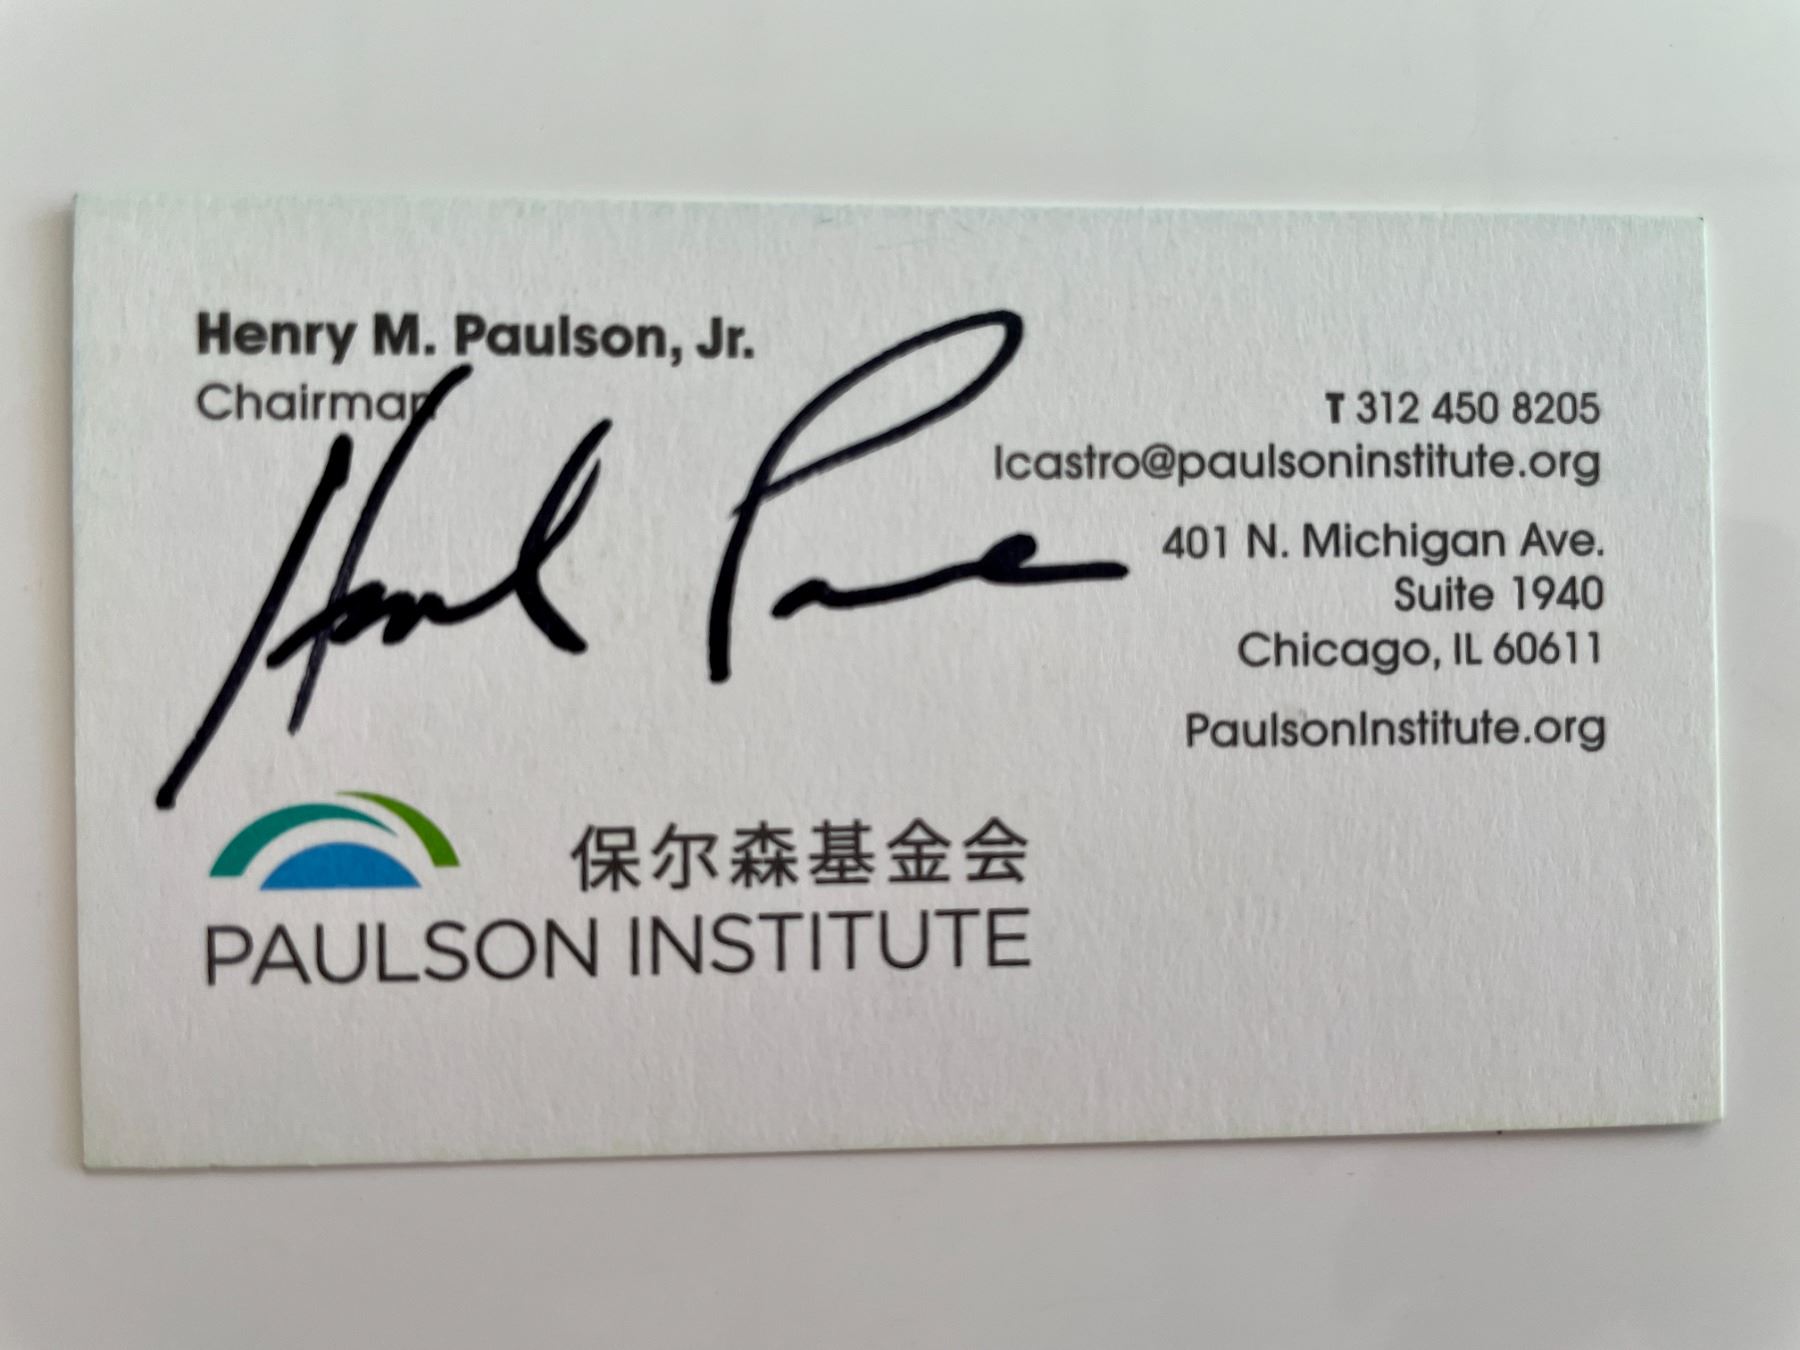 Henry M. Paulson, Jr.
Chairman
T 312 450 8205
lcastro@paulsoninstitute.org
401 N. Michigan Ave.
Suite 1940
Chicago, IL 60611
PaulsonInstitute.org
保尔森基金会
PAULSON INSTITUTE